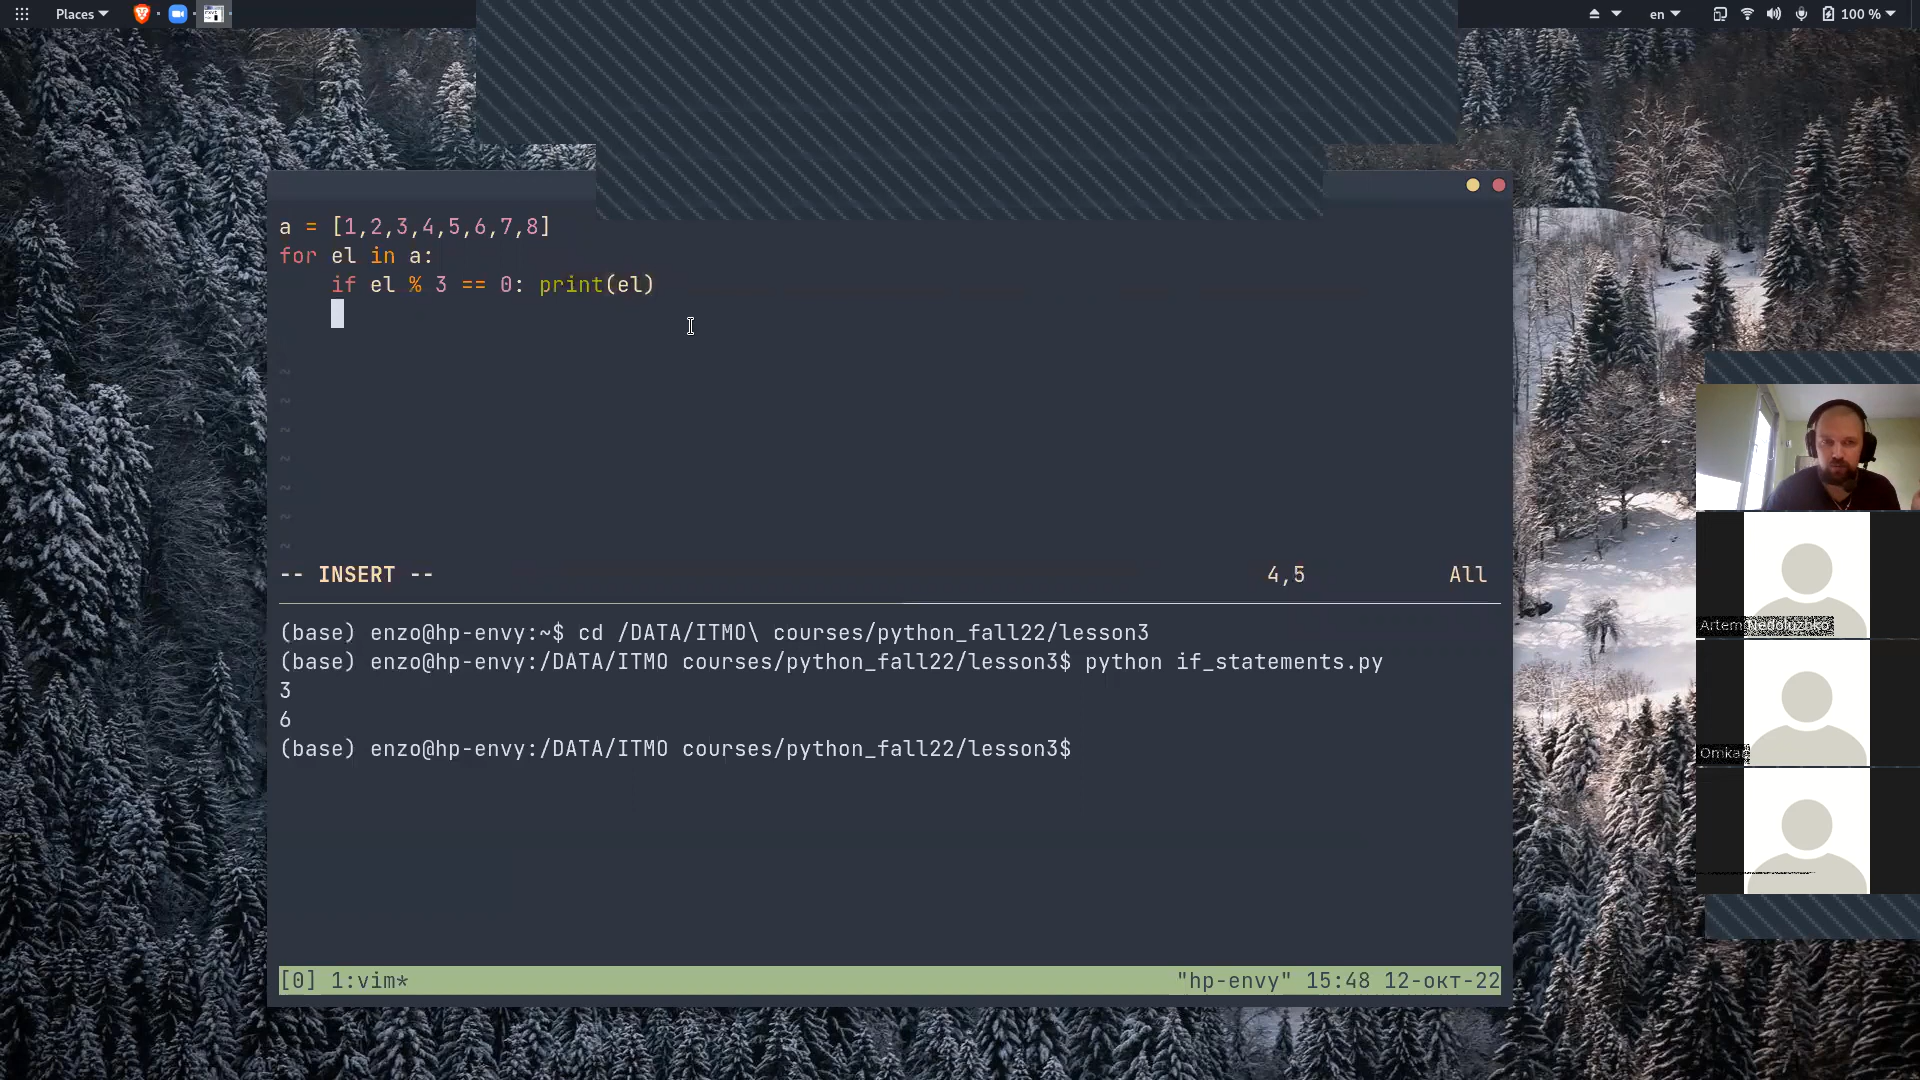 Places
en
100 %
a = [1,2,3,4,5,6,7,8]
for el in a:
if el % 3 == 0: print(el)
~
~
~
~
~
~
~
-- INSERT -- 4,5 All
(base) enzo@hp-envy:~$ cd /DATA/ITMO\ courses/python_fall22/lesson3
(base) enzo@hp-envy:/DATA/ITMO courses/python_fall22/lesson3$ python if_statements.py
3
6
(base) enzo@hp-envy:/DATA/ITMO courses/python_fall22/lesson3$
[0] 1:vim* "hp-envy" 15:48 12-окт-22
Artem Nedoluzhko